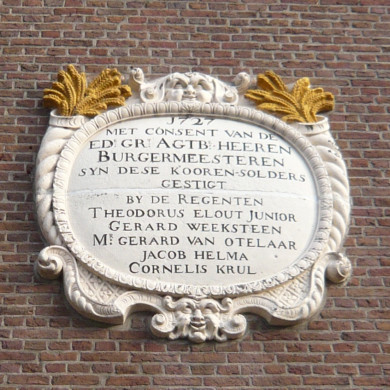 1727
MET CONSENT VAN DE
ED: GR: AGTB: HEEREN
BURGERMEESTEREN
SYN DESE KOOREN-SOLDERS
GESTIGT
BY DE REGENTEN
THEODORUS ELOUT JUNIOR
GERARD WEEKSTEEN
Mr. GERARD VAN OTELAAR
JACOB HELMA
CORNELIS KRUL.